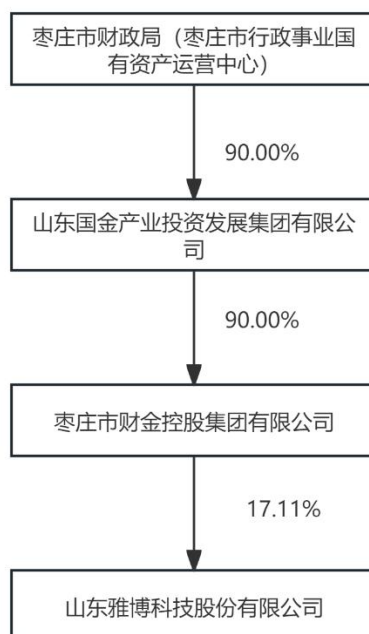 枣庄市财政局（枣庄市行政事业国
有资产运营中心）
90.00%
山东国金产业投资发展集团有限公
司
90.00%
枣庄市财金控股集团有限公司
17.11%
山东雅博科技股份有限公司